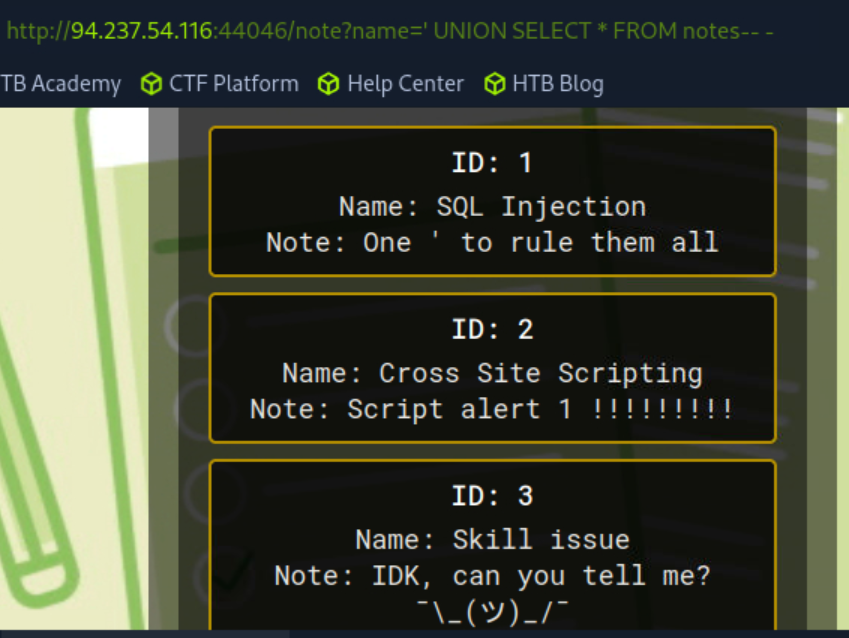 http://94.237.54.116:44046/note?name=' UNION SELECT * FROM notes-- -
TB Academy CTF Platform Help Center HTB Blog
ID: 1
Name: SQL Injection
Note: One ' to rule them all
ID: 2
Name: Cross Site Scripting
Note: Script alert 1 !!!!!!!!!
ID: 3
Name: Skill issue
Note: IDK, can you tell me?
¯\_(ツ)_/¯